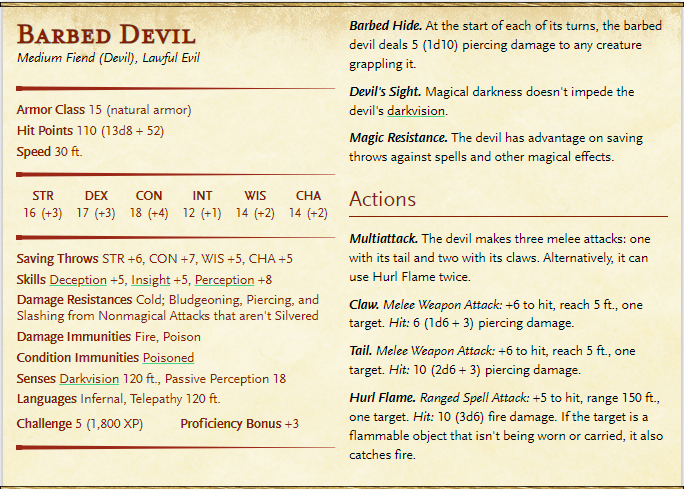 Barbed Devil
Medium Fiend (Devil), Lawful Evil
Armor Class 15 (natural armor)
Hit Points 110 (13d8 + 52)
Speed 30 ft.
STR DEX CON INT WIS CHA
16 (+3) 17 (+3) 18 (+4) 12 (+1) 14 (+2) 14 (+2)
Saving Throws STR +6, CON +7, WIS +5, CHA +5
Skills Deception +5, Insight +5, Perception +8
Damage Resistances Cold; Bludgeoning, Piercing, and
Slashing from Nonmagical Attacks that aren't Silvered
Damage Immunities Fire, Poison
Condition Immunities Poisoned
Senses Darkvision 120 ft., Passive Perception 18
Languages Infernal, Telepathy 120 ft.
Challenge 5 (1,800 XP) Proficiency Bonus +3
Barbed Hide. At the start of each of its turns, the barbed
devil deals 5 (1d10) piercing damage to any creature
grappling it.
Devil's Sight. Magical darkness doesn't impede the
devil's darkvision.
Magic Resistance. The devil has advantage on saving
throws against spells and other magical effects.
Actions
Multiattack. The devil makes three melee attacks: one
with its tail and two with its claws. Alternatively, it can
use Hurl Flame twice.
Claw. Melee Weapon Attack: +6 to hit, reach 5 ft., one
target. Hit: 6 (1d6 + 3) piercing damage.
Tail. Melee Weapon Attack: +6 to hit, reach 5 ft., one
target. Hit: 10 (2d6 + 3) piercing damage.
Hurl Flame. Ranged Spell Attack: +5 to hit, range 150 ft.,
one target. Hit: 10 (3d6) fire damage. If the target is a
flammable object that isn't being worn or carried, it also
catches fire.